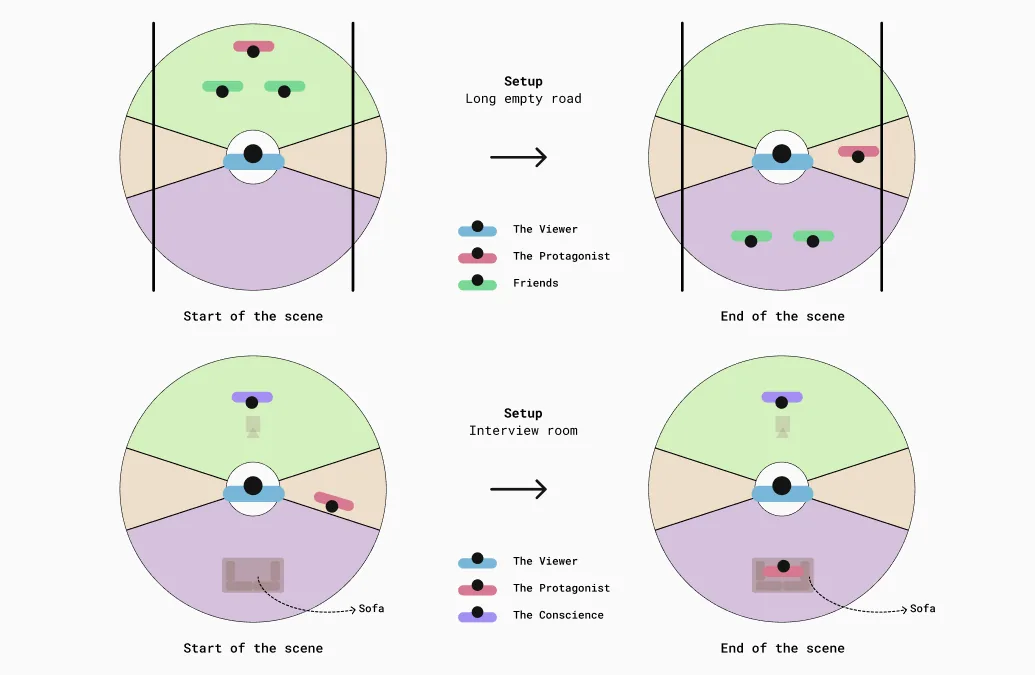 Setup
Long empty road
The Viewer
The Protagonist
Friends
Start of the scene
End of the scene
Setup
Interview room
The Viewer
The Protagonist
The Conscience
Sofa
Sofa
Start of the scene
End of the scene